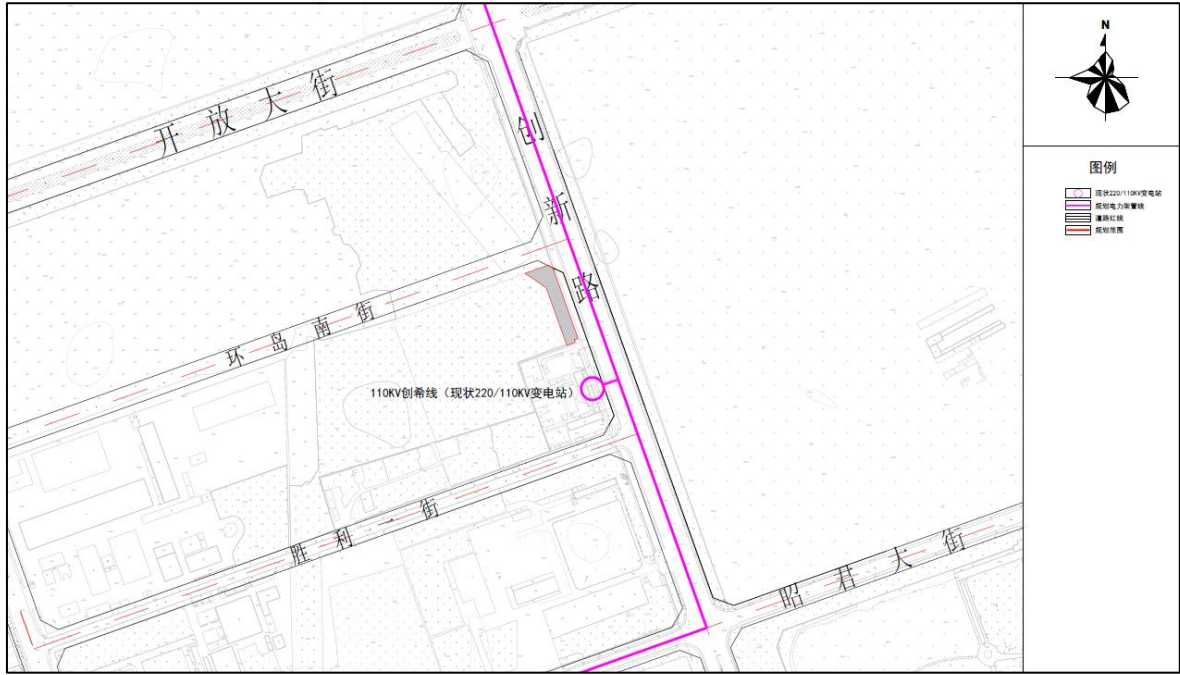 N
图例
现状220/110KV变电站
规划电力架管线
道路红线
规划范围
开放大街
创新路
环岛南街
110KV创希线（现状220/110KV变电站）
胜利一街
昭君大街